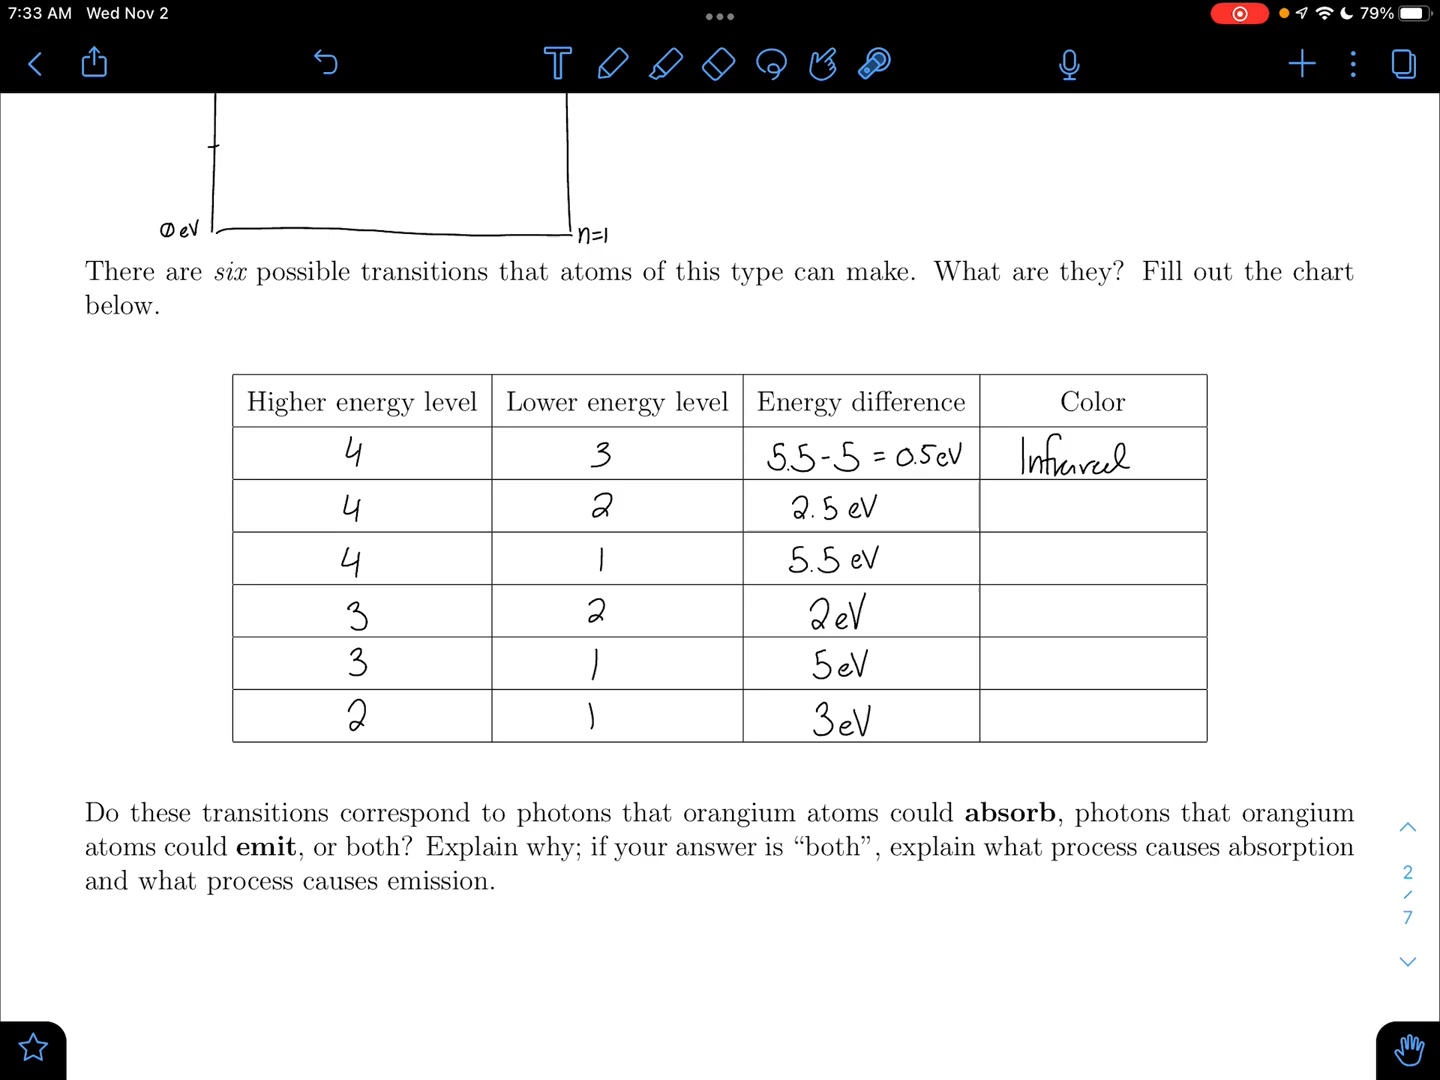 7:33 AM Wed Nov 2
79%
0 eV
n=1
There are six possible transitions that atoms of this type can make. What are they? Fill out the chart
below.
Higher energy level Lower energy level Energy difference Color
4 3 5.5-5 = 0.5eV Infrared
4 2 2.5 eV
4 1 5.5 eV
3 2 2eV
3 1 5eV
2 1 3eV
Do these transitions correspond to photons that orangium atoms could absorb, photons that orangium
atoms could emit, or both? Explain why; if your answer is “both”, explain what process causes absorption
and what process causes emission.
2
/
7